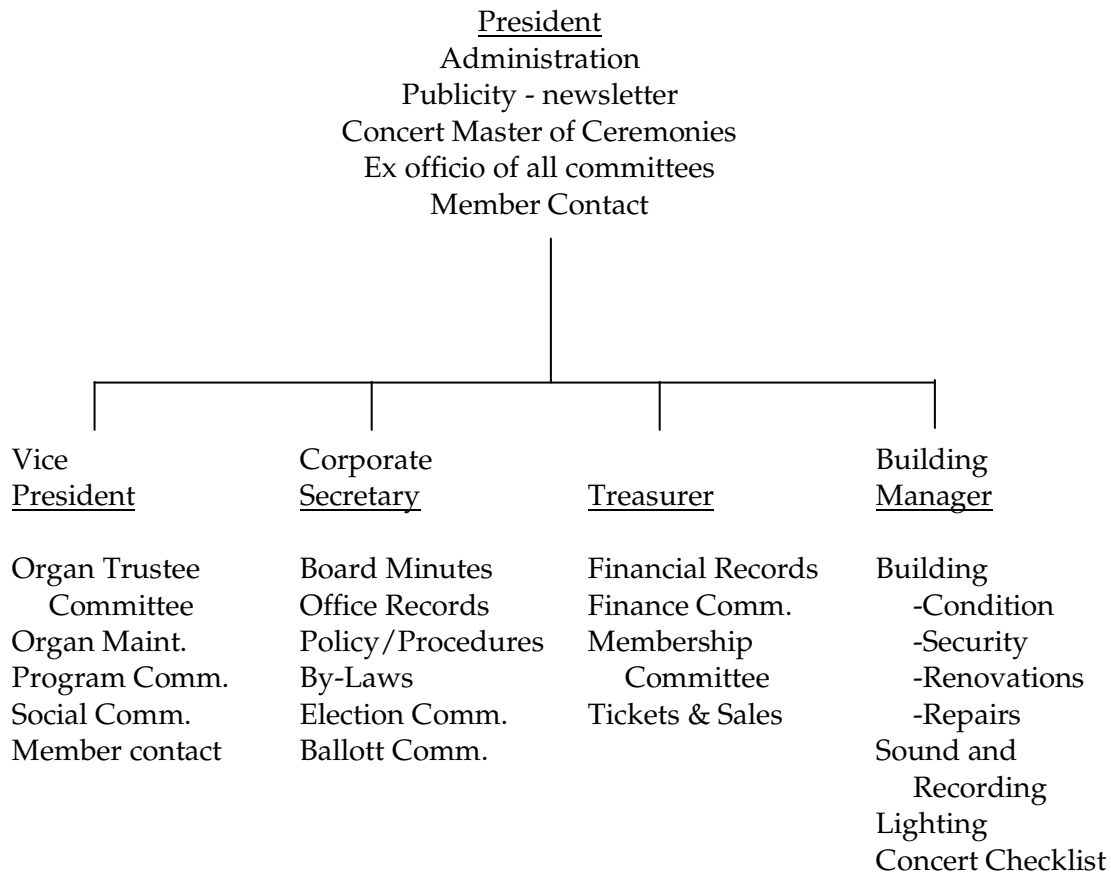 President
Administration
Publicity - newsletter
Concert Master of Ceremonies
Ex officio of all committees
Member Contact
Vice
President
Organ Trustee
Committee
Organ Maint.
Program Comm.
Social Comm.
Member contact
Corporate
Secretary
Board Minutes
Office Records
Policy/Procedures
By-Laws
Election Comm.
Ballott Comm.
Treasurer
Financial Records
Finance Comm.
Membership
Committee
Tickets & Sales
Building
Manager
Building
-Condition
-Security
-Renovations
-Repairs
Sound and
Recording
Lighting
Concert Checklist